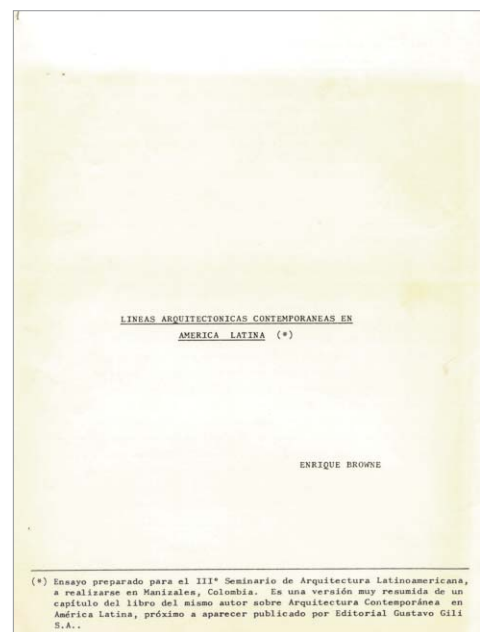 LINEAS ARQUITECTONICAS CONTEMPORANEAS EN
AMERICA LATINA (*)
ENRIQUE BROWNE
(*) Ensayo preparado para el III° Seminario de Arquitectura Latinoamericana,
a realizarse en Manizales, Colombia. Es una versión muy resumida de un
capítulo del libro del mismo autor sobre Arquitectura Contemporánea en
América Latina, próximo a aparecer publicado por Editorial Gustavo Gili
S.A..